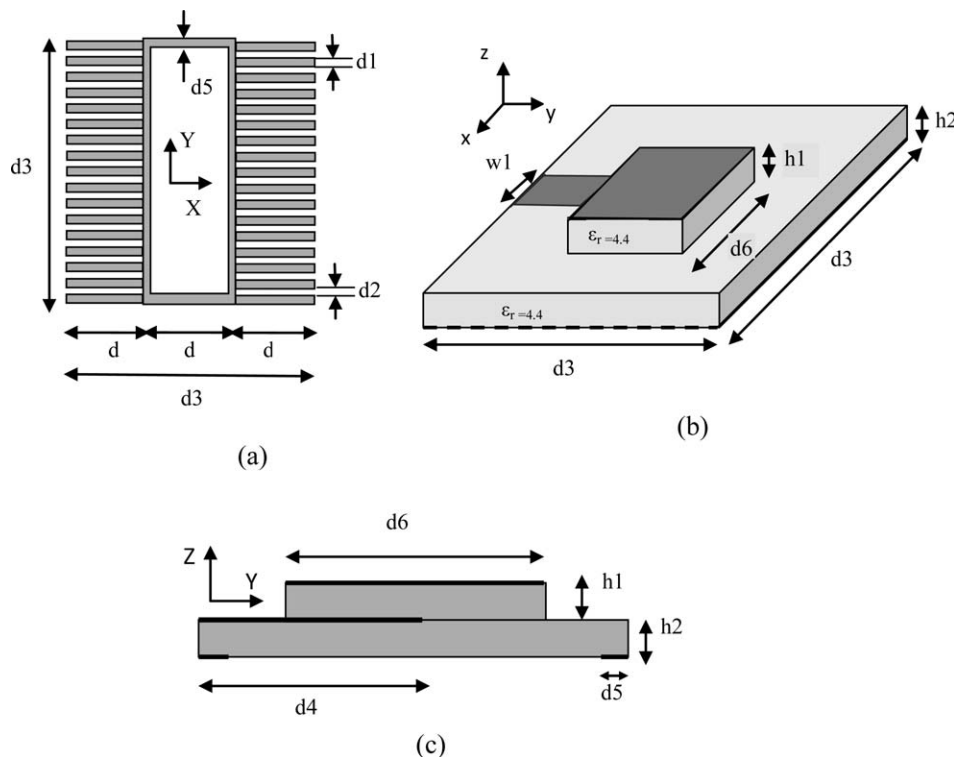 d1
d5
d3
Y
X
d2
d
d
d
d3
(a)
z
y
x
w1
h2
h1
εr =4.4
d6
d3
εr =4.4
d3
(b)
d6
Z
Y
h1
h2
d5
d4
(c)